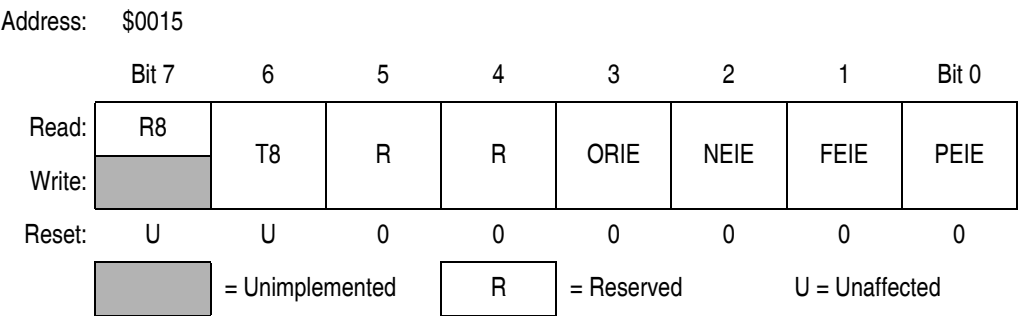 Address: $0015
Bit 7 6 5 4 3 2 1 Bit 0
Read: R8 T8 R R ORIE NEIE FEIE PEIE
Write:
Reset: U U 0 0 0 0 0 0
= Unimplemented R = Reserved U = Unaffected